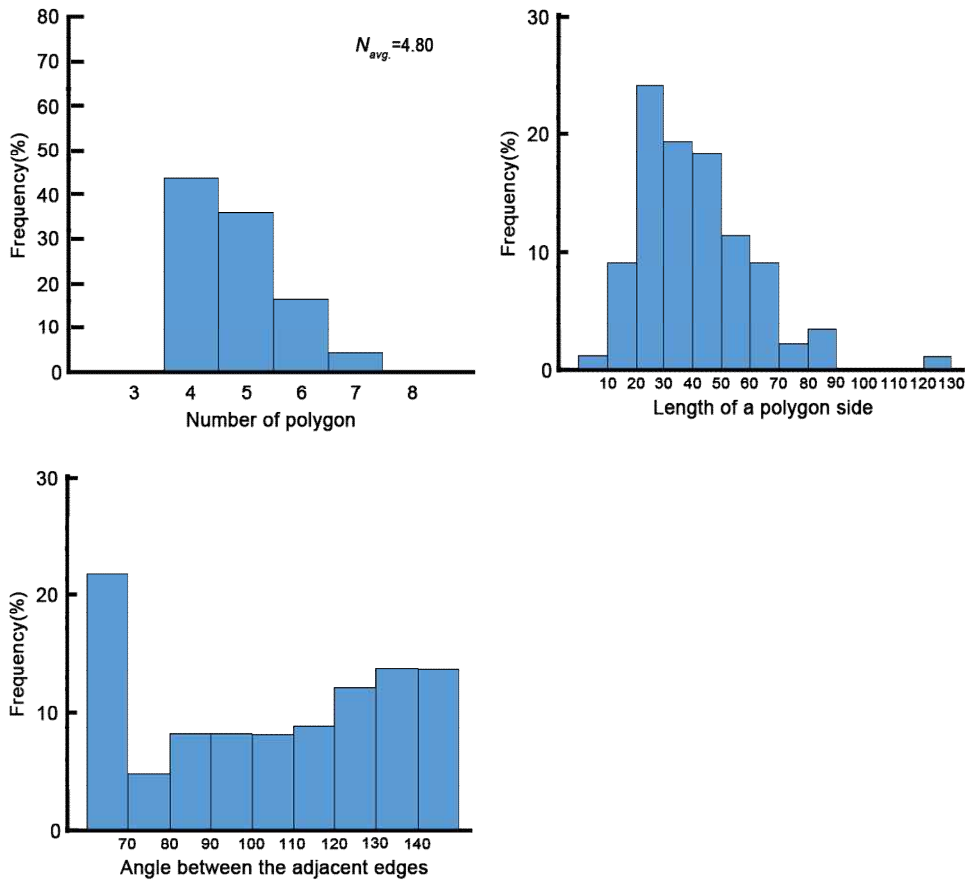 80
70
60
50
40
30
20
10
0
Frequency(%)
N avg.=4.80
3 4 5 6 7 8
Number of polygon
30
20
10
0
Frequency(%)
10 20 30 40 50 60 70 80 90 100 110 120 130
Length of a polygon side
30
20
10
0
Frequency(%)
70 80 90 100 110 120 130 140
Angle between the adjacent edges